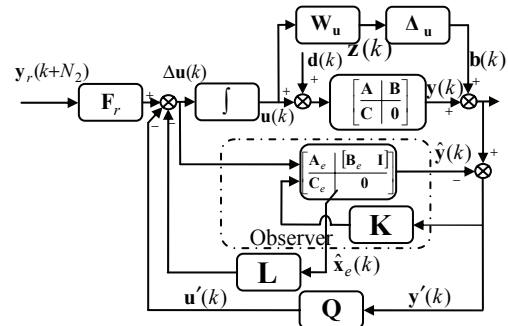 W_u
Δ_u
z(k)
d(k)
b(k)
y_r(k+N_2)
Δu(k)
F_r
∫
u(k)
A B
C 0
y(k)
ŷ(k)
A_e [B_e I]
C_e 0
K
Observer
L
x̂_e(k)
u′(k)
Q
y′(k)
+
−
−
+
+
+
+
+
−